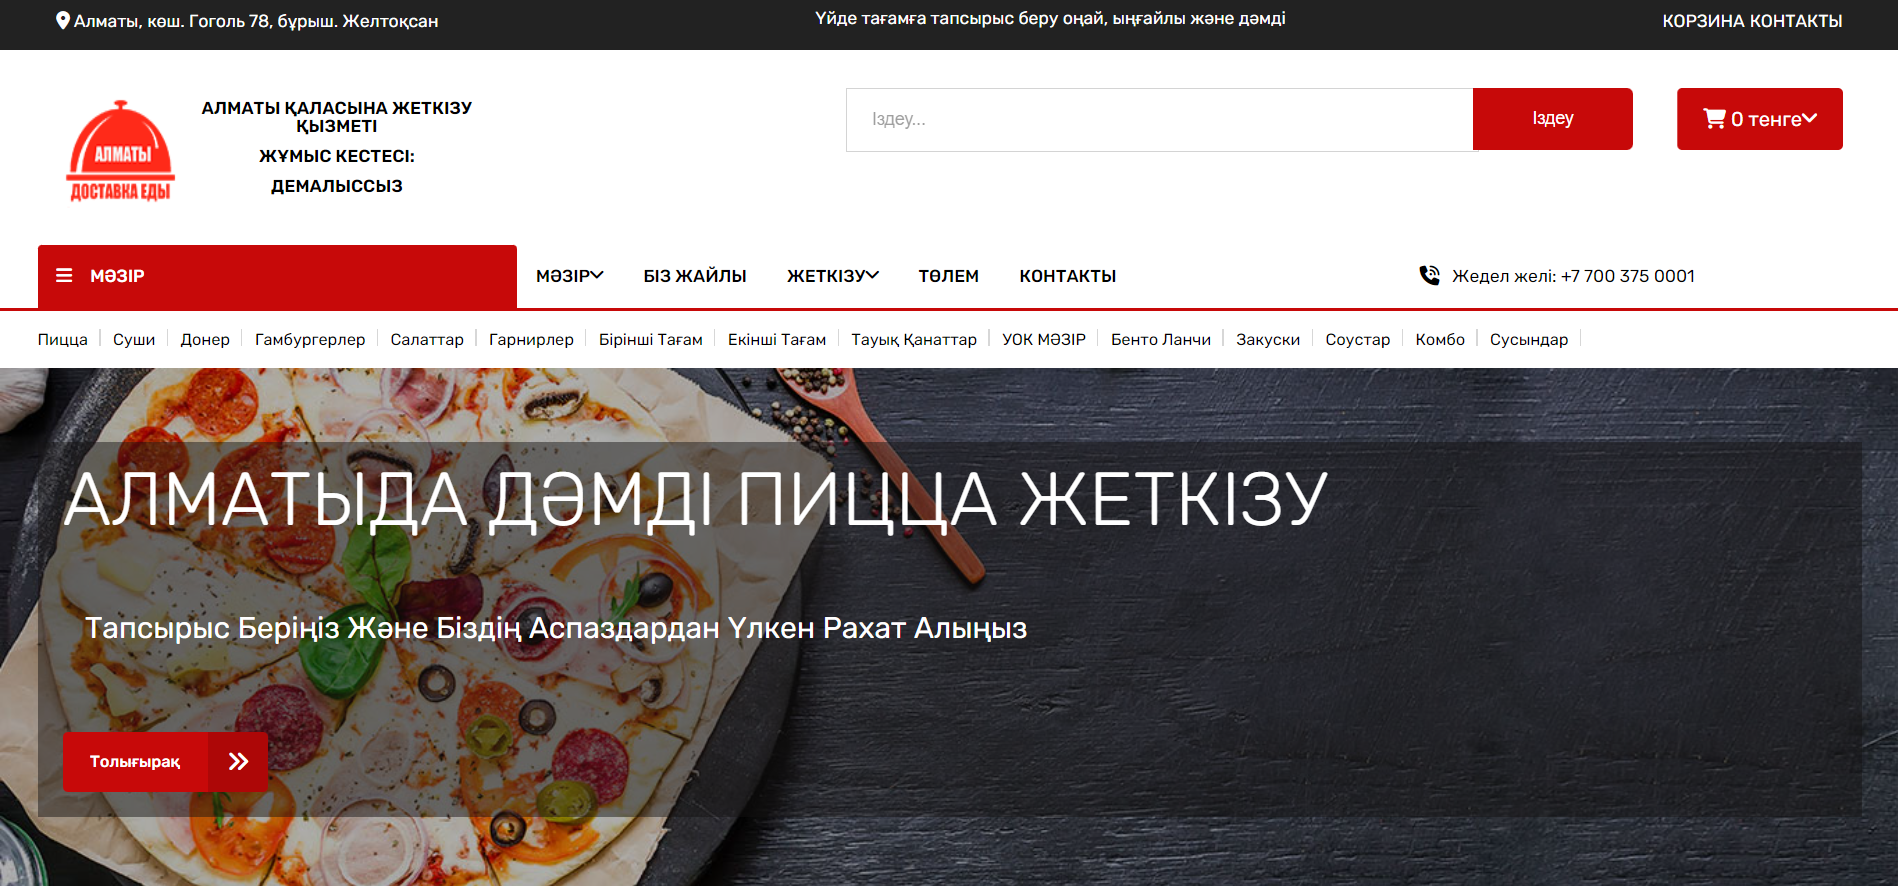 Алматы, көш. Гоголь 78, бұрыш. Желтоқсан
Үйде тағамға тапсырыс беру оңай, ыңғайлы және дәмді
КОРЗИНА КОНТАКТЫ
АЛМАТЫ
ДОСТАВКА ЕДЫ
АЛМАТЫ ҚАЛАСЫНА ЖЕТКІЗУ
ҚЫЗМЕТІ
ЖҰМЫС КЕСТЕСІ:
ДЕМАЛЫССЫЗ
Іздеу...
Іздеу
0 тенге
МӘЗІР
МӘЗІР БІЗ ЖАЙЛЫ ЖЕТКІЗУ ТӨЛЕМ КОНТАКТЫ
Жедел желі: +7 700 375 0001
Пицца Суши Донер Гамбургерлер Салаттар Гарнирлер Бірінші Тағам Екінші Тағам Тауық Қанаттар УОК МӘЗІР Бенто Ланчи Закуски Соустар Комбо Сусындар
АЛМАТЫДА ДӘМДІ ПИЦЦА ЖЕТКІЗУ
Тапсырыс Беріңіз Және Біздің Аспаздардан Үлкен Рахат Алыңыз
Толығырақ